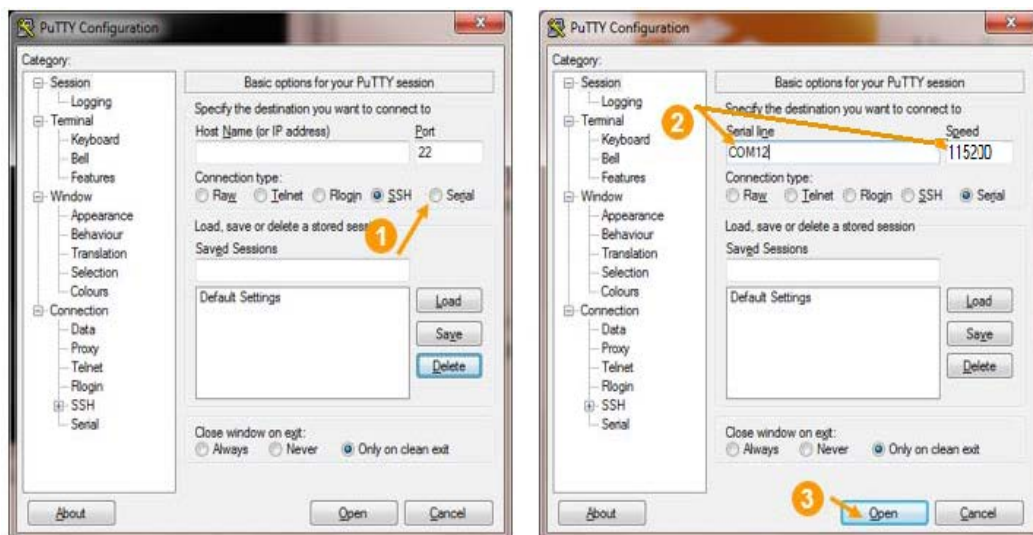 PuTTY Configuration
Category:
Session
Logging
Terminal
Keyboard
Bell
Features
Window
Appearance
Behaviour
Translation
Selection
Colours
Connection
Data
Proxy
Telnet
Rlogin
SSH
Serial
Basic options for your PuTTY session
Specify the destination you want to connect to
Host Name (or IP address) Port
22
Connection type:
Raw Telnet Rlogin SSH Serial
1
Load, save or delete a stored
Saved Sessions
Default Settings
Load
Save
Delete
Close window on exit:
Always Never Only on clean exit
About Open Cancel
PuTTY Configuration
Category:
Session
Logging
Terminal
Keyboard
Bell
Features
Window
Appearance
Behaviour
Translation
Selection
Colours
Connection
Data
Proxy
Telnet
Rlogin
SSH
Serial
Basic options for your PuTTY session
Specify the destination you want to connect to
2
Serial line Speed
COM12 115200
Connection type:
Raw Telnet Rlogin SSH Serial
Load, save or delete a stored session
Saved Sessions
Default Settings
Load
Save
Delete
Close window on exit:
Always Never Only on clean exit
3
About Open Cancel